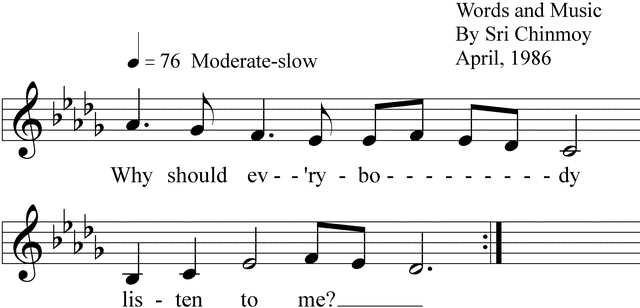 Words and Music
By Sri Chinmoy
April, 1986
= 76 Moderate-slow
Why should ev - - 'ry - bo - - - - - - - - - dy
lis - ten to me?